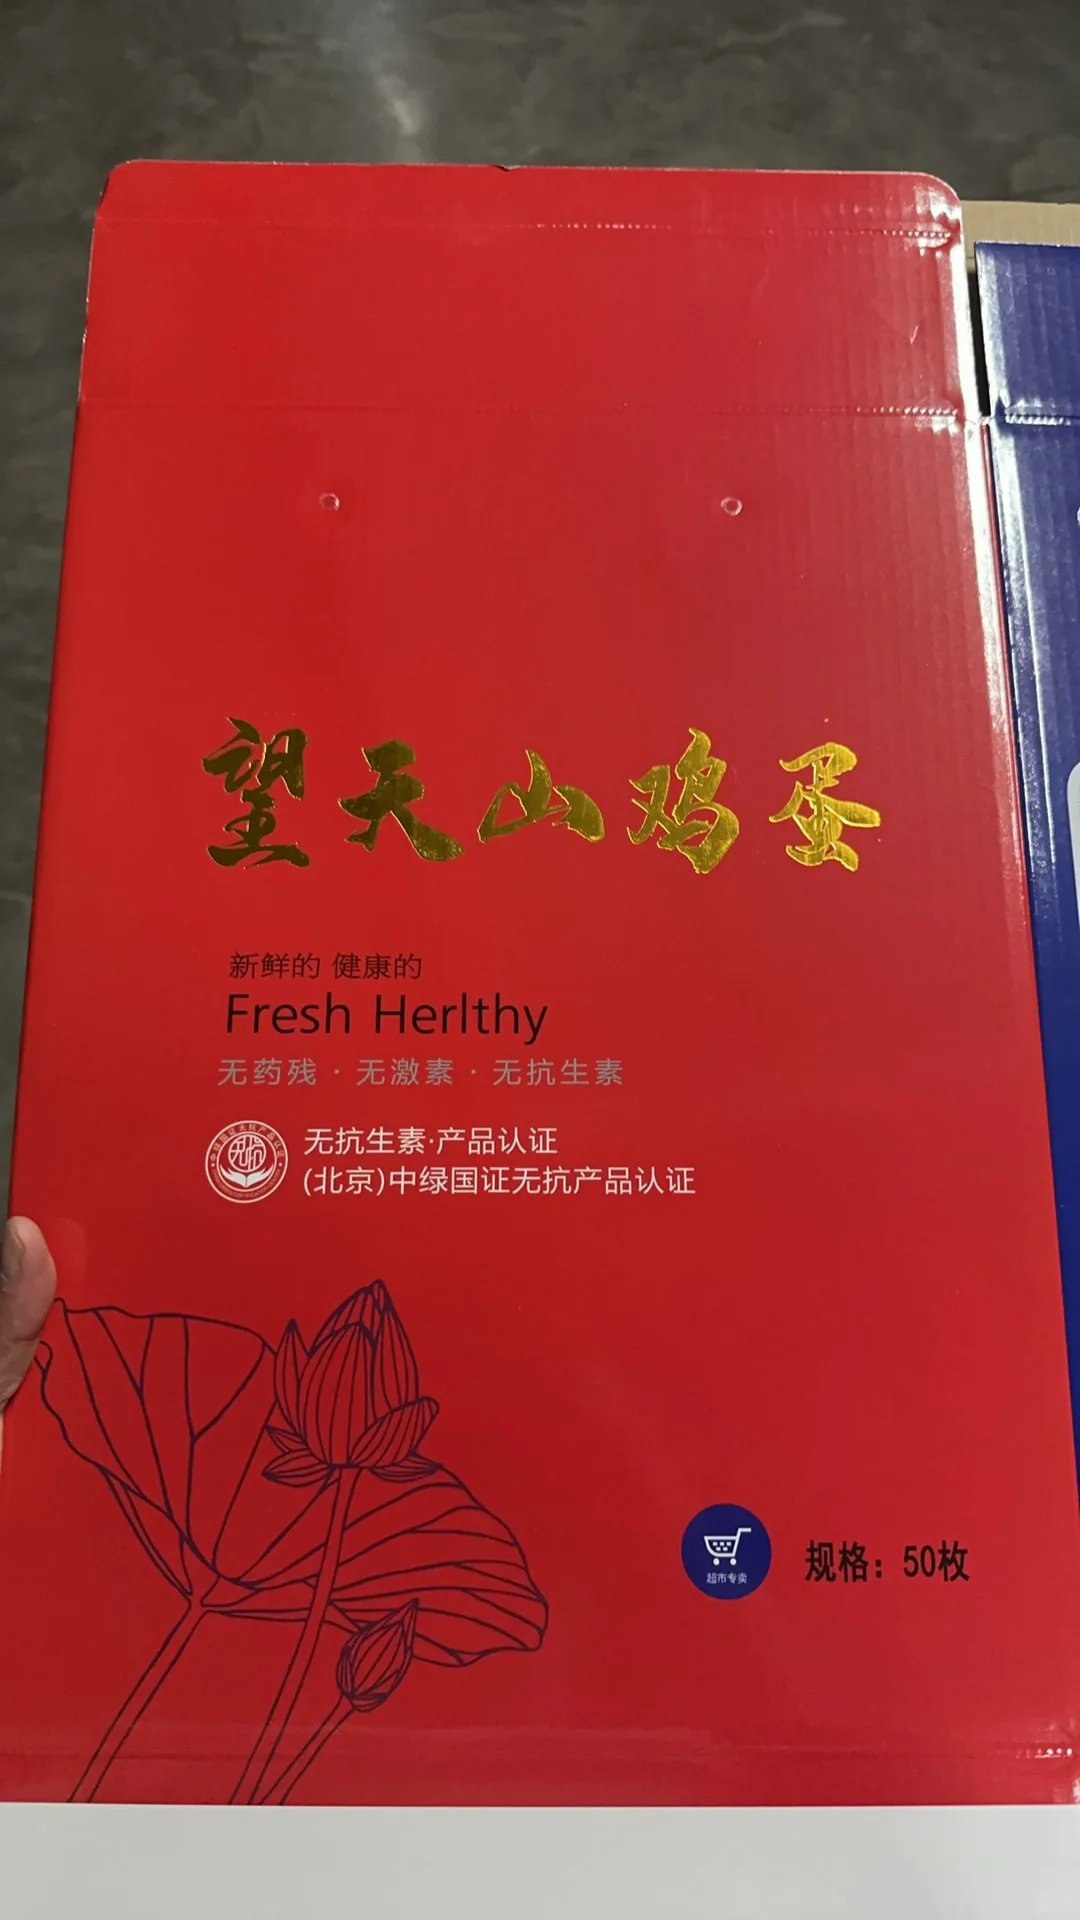 望天山鸡蛋
新鲜的 健康的
Fresh Herlthy
无药残·无激素·无抗生素
无抗生素·产品认证
(北京)中绿国证无抗产品认证
超市专卖
规格：50枚